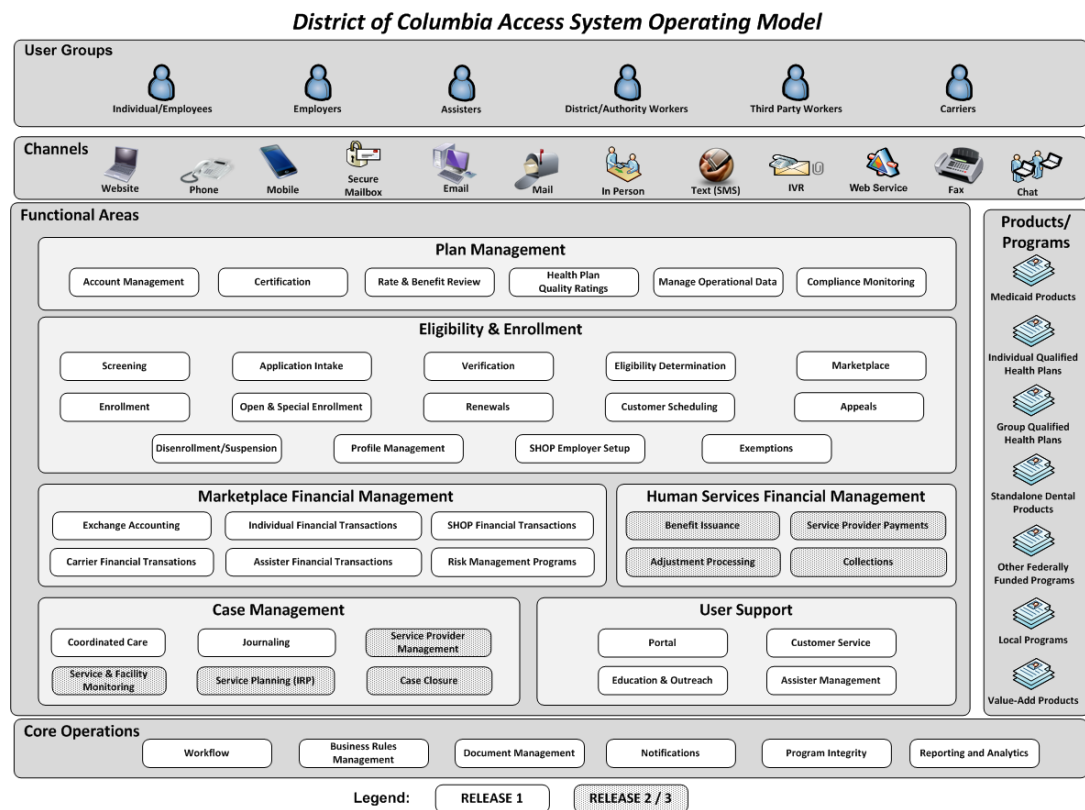 District of Columbia Access System Operating Model
User Groups
Individual/Employees
Employers
Assisters
District/Authority Workers
Third Party Workers
Carriers
Channels
Website
Phone
Mobile
Secure
Mailbox
Email
Mail
In Person
Text (SMS)
IVR
Web Service
Fax
Chat
Functional Areas
Plan Management
Account Management
Certification
Rate & Benefit Review
Health Plan
Quality Ratings
Manage Operational Data
Compliance Monitoring
Eligibility & Enrollment
Screening
Application Intake
Verification
Eligibility Determination
Marketplace
Enrollment
Open & Special Enrollment
Renewals
Customer Scheduling
Appeals
Disenrollment/Suspension
Profile Management
SHOP Employer Setup
Exemptions
Marketplace Financial Management
Exchange Accounting
Individual Financial Transactions
SHOP Financial Transactions
Carrier Financial Transations
Assister Financial Transactions
Risk Management Programs
Human Services Financial Management
Benefit Issuance
Service Provider Payments
Adjustment Processing
Collections
Case Management
Coordinated Care
Journaling
Service Provider
Management
Service & Facility
Monitoring
Service Planning (IRP)
Case Closure
User Support
Portal
Customer Service
Education & Outreach
Assister Management
Products/
Programs
Medicaid Products
Individual Qualified
Health Plans
Group Qualified
Health Plans
Standalone Dental
Products
Other Federally
Funded Programs
Local Programs
Value-Add Products
Core Operations
Workflow
Business Rules
Management
Document Management
Notifications
Program Integrity
Reporting and Analytics
Legend:
RELEASE 1
RELEASE 2 / 3